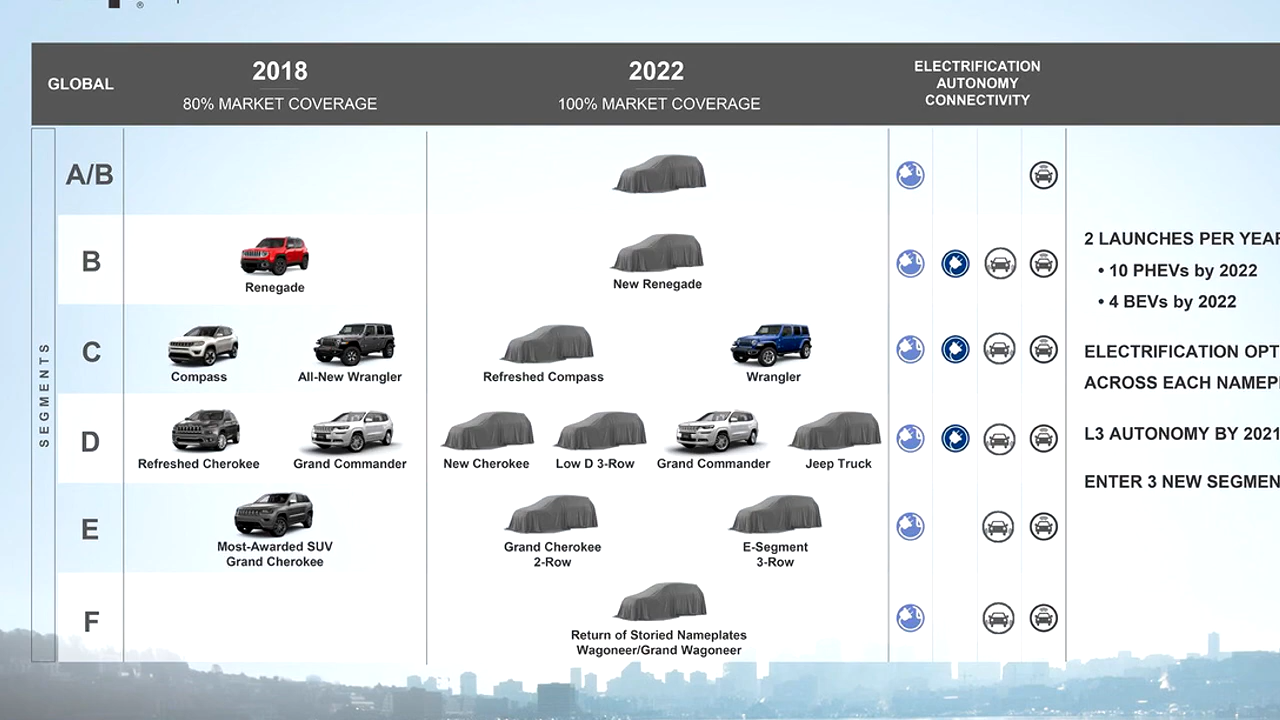 GLOBAL
2018
80% MARKET COVERAGE
2022
100% MARKET COVERAGE
ELECTRIFICATION
AUTONOMY
CONNECTIVITY
SEGMENTS
A/B
B
Renegade
New Renegade
C
Compass
All-New Wrangler
Refreshed Compass
Wrangler
D
Refreshed Cherokee
Grand Commander
New Cherokee
Low D 3-Row
Grand Commander
Jeep Truck
E
Most-Awarded SUV
Grand Cherokee
Grand Cherokee
2-Row
E-Segment
3-Row
F
Return of Storied Nameplates
Wagoneer/Grand Wagoneer
2 LAUNCHES PER YEAR
• 10 PHEVs by 2022
• 4 BEVs by 2022
ELECTRIFICATION OPT
ACROSS EACH NAMEP
L3 AUTONOMY BY 2021
ENTER 3 NEW SEGMEN